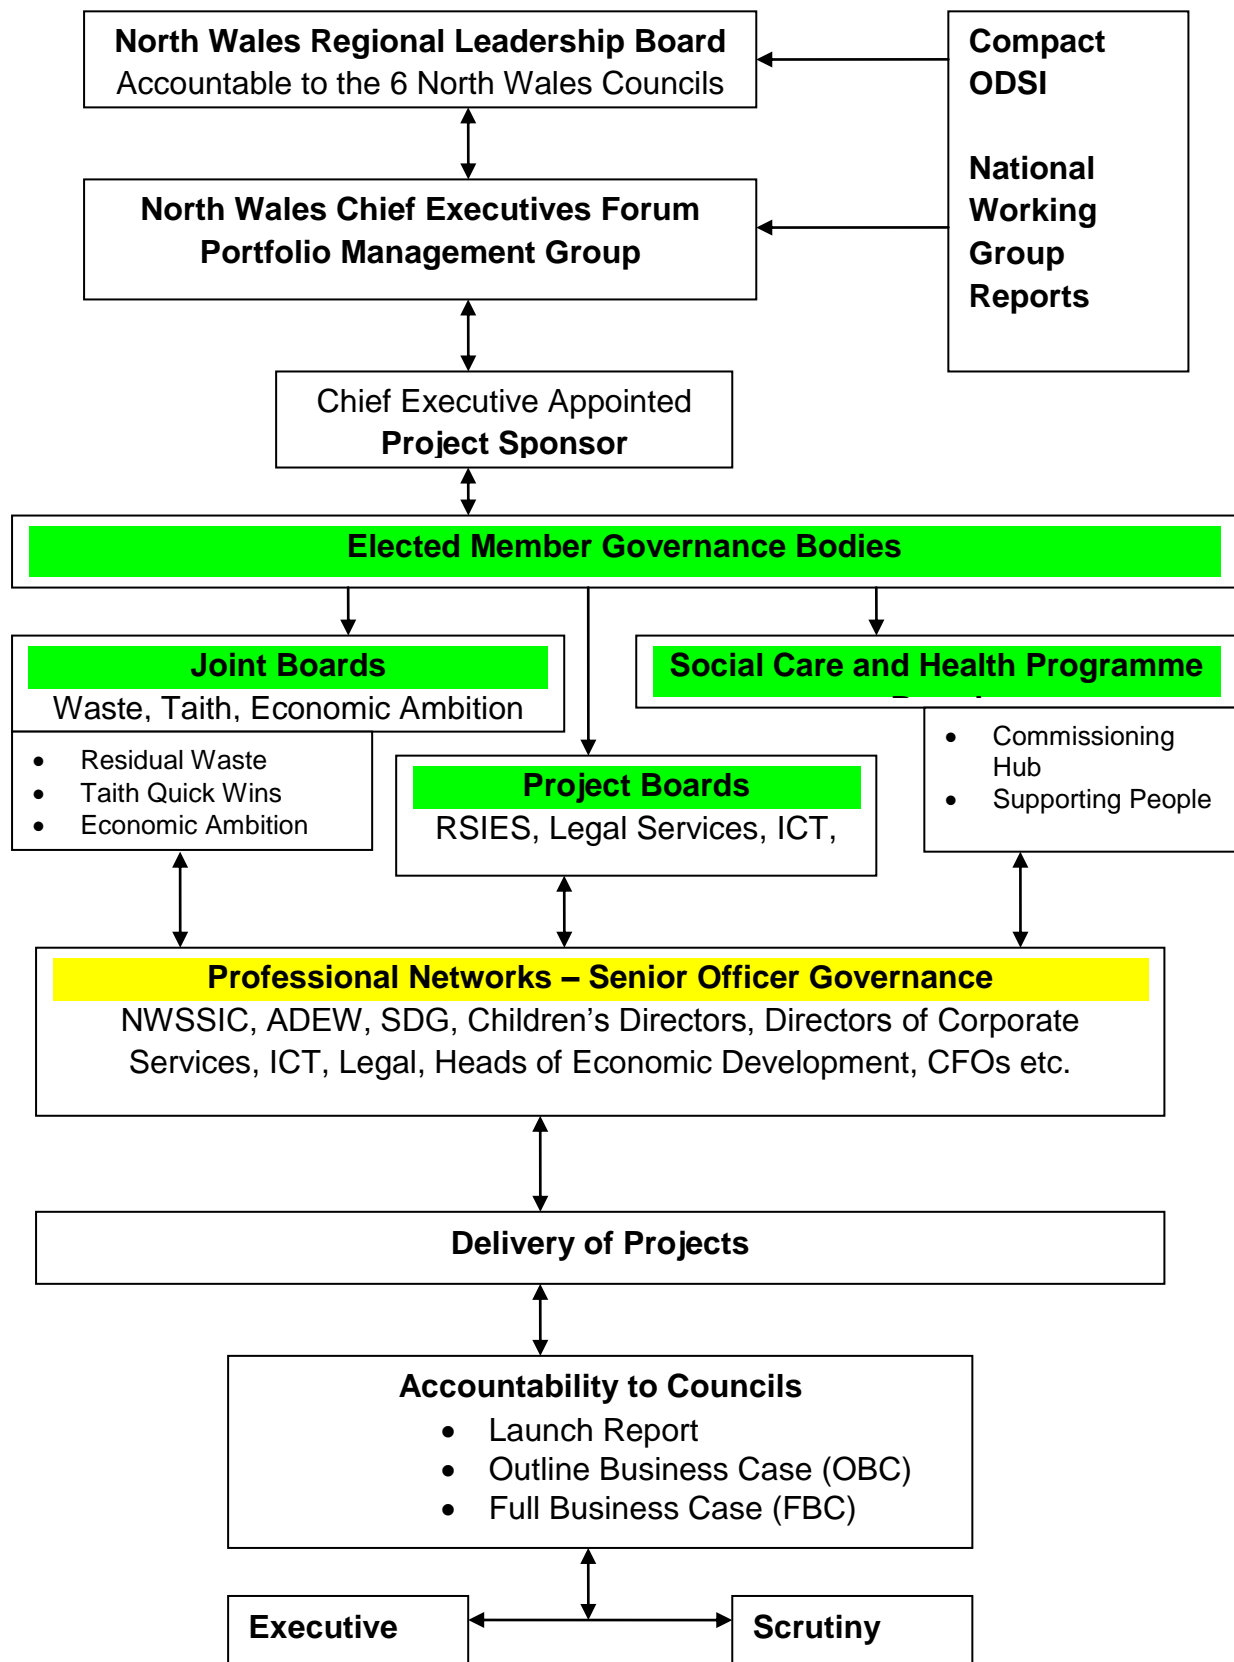 North Wales Regional Leadership Board
Accountable to the 6 North Wales Councils
Compact
ODSI
National
Working
Group
Reports
North Wales Chief Executives Forum
Portfolio Management Group
Chief Executive Appointed
Project Sponsor
Elected Member Governance Bodies
Joint Boards
Waste, Taith, Economic Ambition
• Residual Waste
• Taith Quick Wins
• Economic Ambition
Project Boards
RSIES, Legal Services, ICT,
Social Care and Health Programme
• Commissioning
Hub
• Supporting People
Professional Networks – Senior Officer Governance
NWSSIC, ADEW, SDG, Children's Directors, Directors of Corporate
Services, ICT, Legal, Heads of Economic Development, CFOs etc.
Delivery of Projects
Accountability to Councils
• Launch Report
• Outline Business Case (OBC)
• Full Business Case (FBC)
Executive
Scrutiny